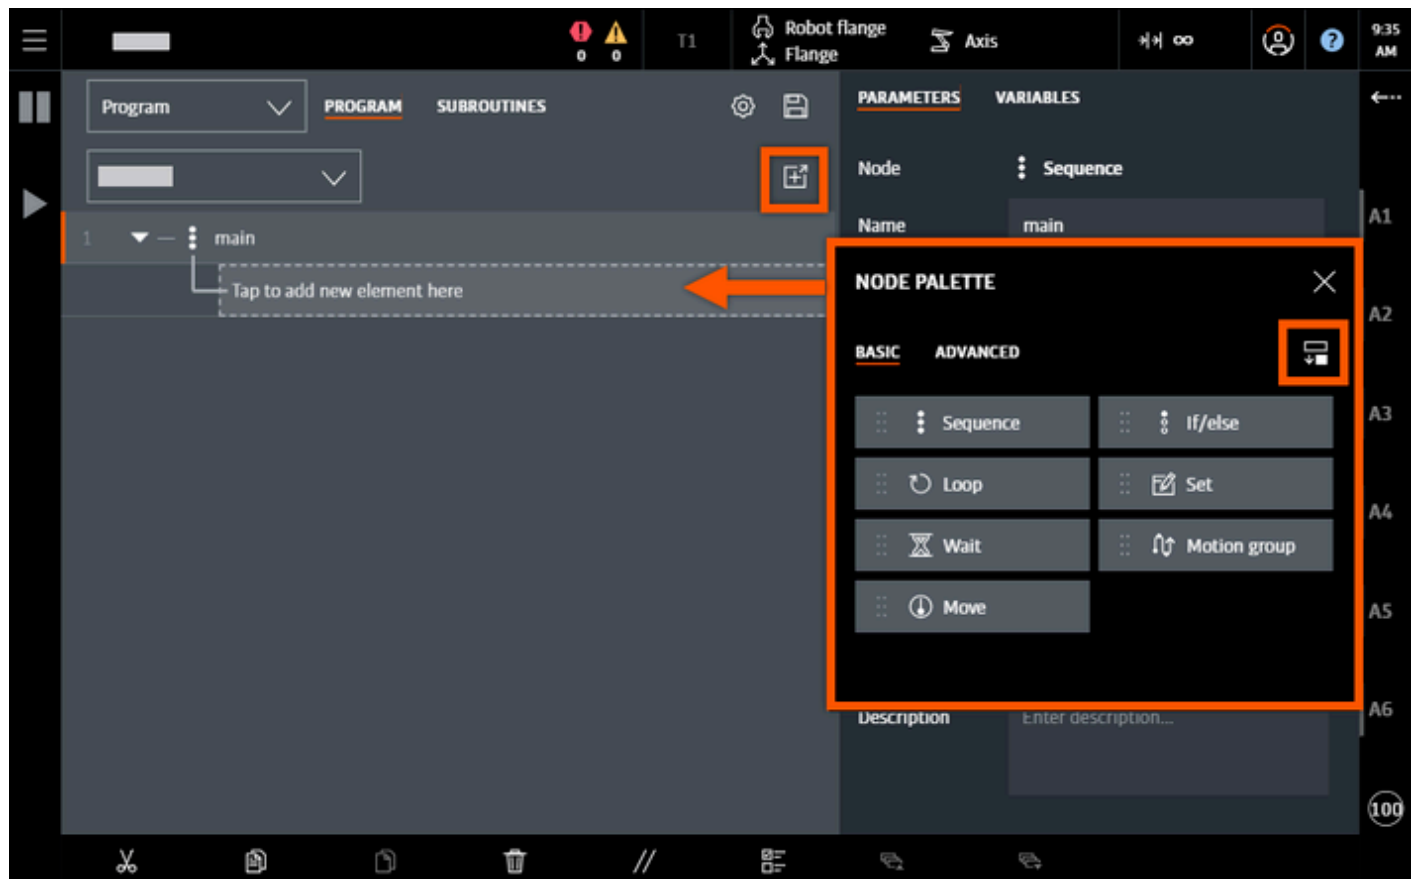 0
0
T1
Robot flange
Flange
Axis
∞
?
9:35
AM
Program
PROGRAM
SUBROUTINES
PARAMETERS
VARIABLES
Node
Sequence
Name
main
1
main
Tap to add new element here
NODE PALETTE
BASIC
ADVANCED
Sequence
If/else
Loop
Set
Wait
Motion group
Move
Description
Enter description...
A1
A2
A3
A4
A5
A6
100